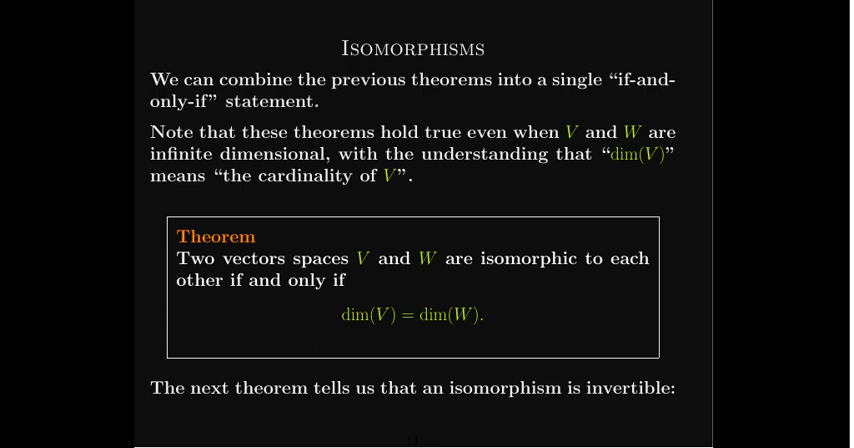 Isomorphisms
We can combine the previous theorems into a single “if-and-
only-if” statement.
Note that these theorems hold true even when V and W are
infinite dimensional, with the understanding that “dim(V)”
means “the cardinality of V”.
Theorem
Two vectors spaces V and W are isomorphic to each
other if and only if
dim(V) = dim(W).
The next theorem tells us that an isomorphism is invertible: